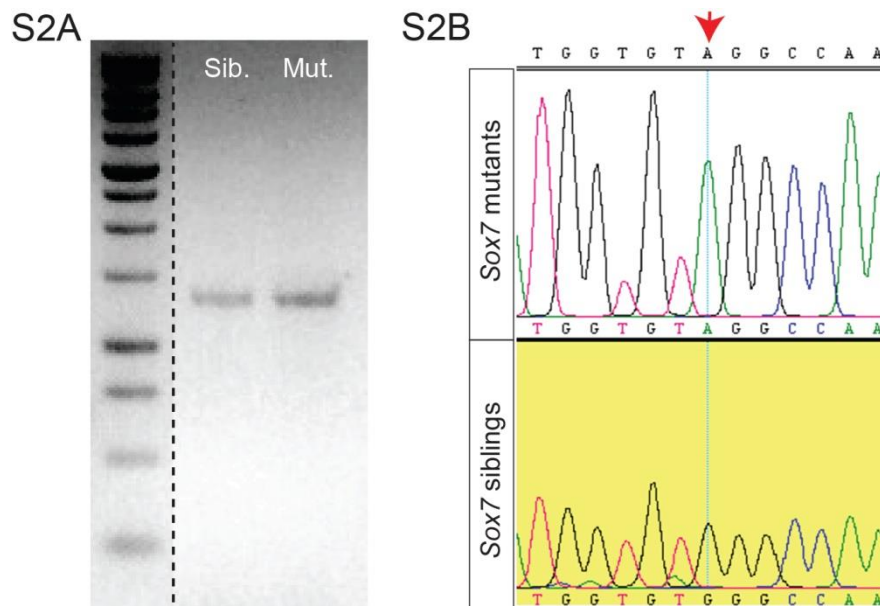 S2A
Sib. Mut.
S2B
T G G T G T A G G C C A A
Sox7 mutants
T G G T G T A G G C C A A
Sox7 siblings
T G G T G T G G G C C A A